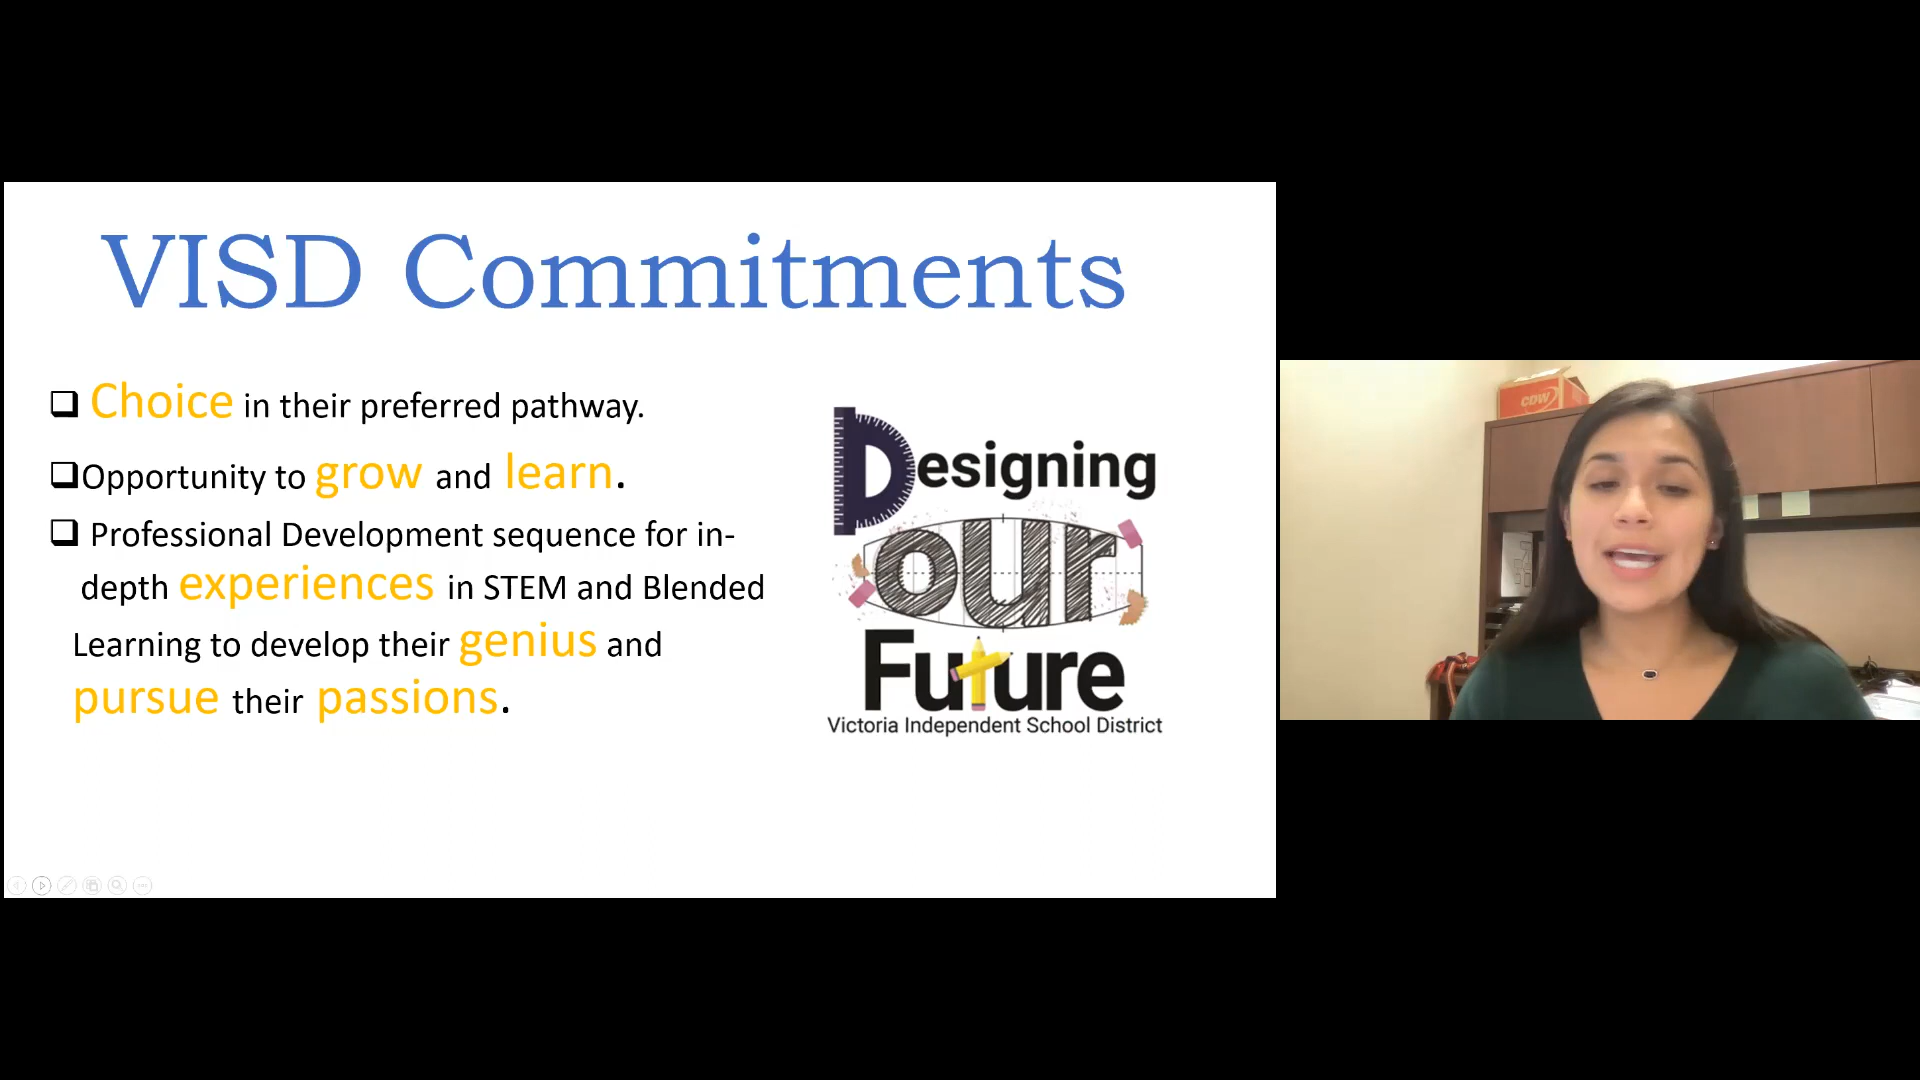 VISD Commitments
Choice in their preferred pathway.
Opportunity to grow and learn.
Professional Development sequence for in-
depth experiences in STEM and Blended
Learning to develop their genius and
pursue their passions.
Designing
our
Future
Victoria Independent School District
CDW